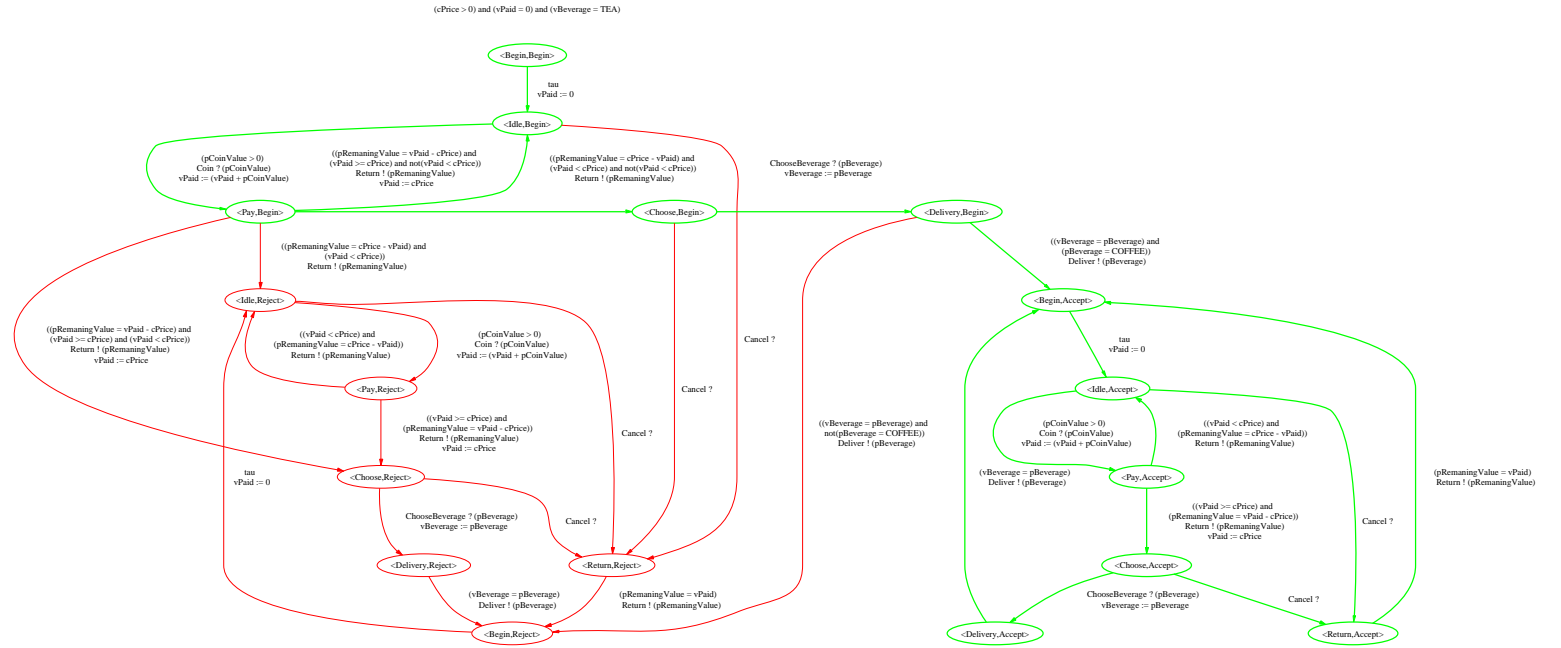 (cPrice > 0) and (vPaid = 0) and (vBeverage = TEA)
<Begin,Begin>
tau
vPaid := 0
<Idle,Begin>
(pCoinValue > 0)
Coin ? (pCoinValue)
vPaid := (vPaid + pCoinValue)
((pRemaningValue = vPaid - cPrice) and
(vPaid >= cPrice) and not(vPaid < cPrice))
Return ! (pRemaningValue)
vPaid := cPrice
((pRemaningValue = cPrice - vPaid) and
(vPaid < cPrice) and not(vPaid < cPrice))
Return ! (pRemaningValue)
ChooseBeverage ? (pBeverage)
vBeverage := pBeverage
<Pay,Begin>
<Choose,Begin>
<Delivery,Begin>
((pRemaningValue = cPrice - vPaid) and
(vPaid < cPrice))
Return ! (pRemaningValue)
((vBeverage = pBeverage) and
(pBeverage = COFFEE))
Deliver ! (pBeverage)
<Idle,Reject>
<Begin,Accept>
((pRemaningValue = vPaid - cPrice) and
(vPaid >= cPrice) and (vPaid < cPrice))
Return ! (pRemaningValue)
vPaid := cPrice
((vPaid < cPrice) and
(pRemaningValue = cPrice - vPaid))
Return ! (pRemaningValue)
(pCoinValue > 0)
Coin ? (pCoinValue)
vPaid := (vPaid + pCoinValue)
Cancel ?
tau
vPaid := 0
<Pay,Reject>
Cancel ?
<Idle,Accept>
((vPaid >= cPrice) and
(pRemaningValue = vPaid - cPrice))
Return ! (pRemaningValue)
vPaid := cPrice
Cancel ?
((vBeverage = pBeverage) and
not(pBeverage = COFFEE))
Deliver ! (pBeverage)
(pCoinValue > 0)
Coin ? (pCoinValue)
vPaid := (vPaid + pCoinValue)
((vPaid < cPrice) and
(pRemaningValue = cPrice - vPaid))
Return ! (pRemaningValue)
tau
vPaid := 0
<Choose,Reject>
(vBeverage = pBeverage)
Deliver ! (pBeverage)
<Pay,Accept>
(pRemaningValue = vPaid)
Return ! (pRemaningValue)
ChooseBeverage ? (pBeverage)
vBeverage := pBeverage
Cancel ?
((vPaid >= cPrice) and
(pRemaningValue = vPaid - cPrice))
Return ! (pRemaningValue)
vPaid := cPrice
Cancel ?
<Delivery,Reject>
<Return,Reject>
<Choose,Accept>
(vBeverage = pBeverage)
Deliver ! (pBeverage)
(pRemaningValue = vPaid)
Return ! (pRemaningValue)
ChooseBeverage ? (pBeverage)
vBeverage := pBeverage
Cancel ?
<Begin,Reject>
<Delivery,Accept>
<Return,Accept>